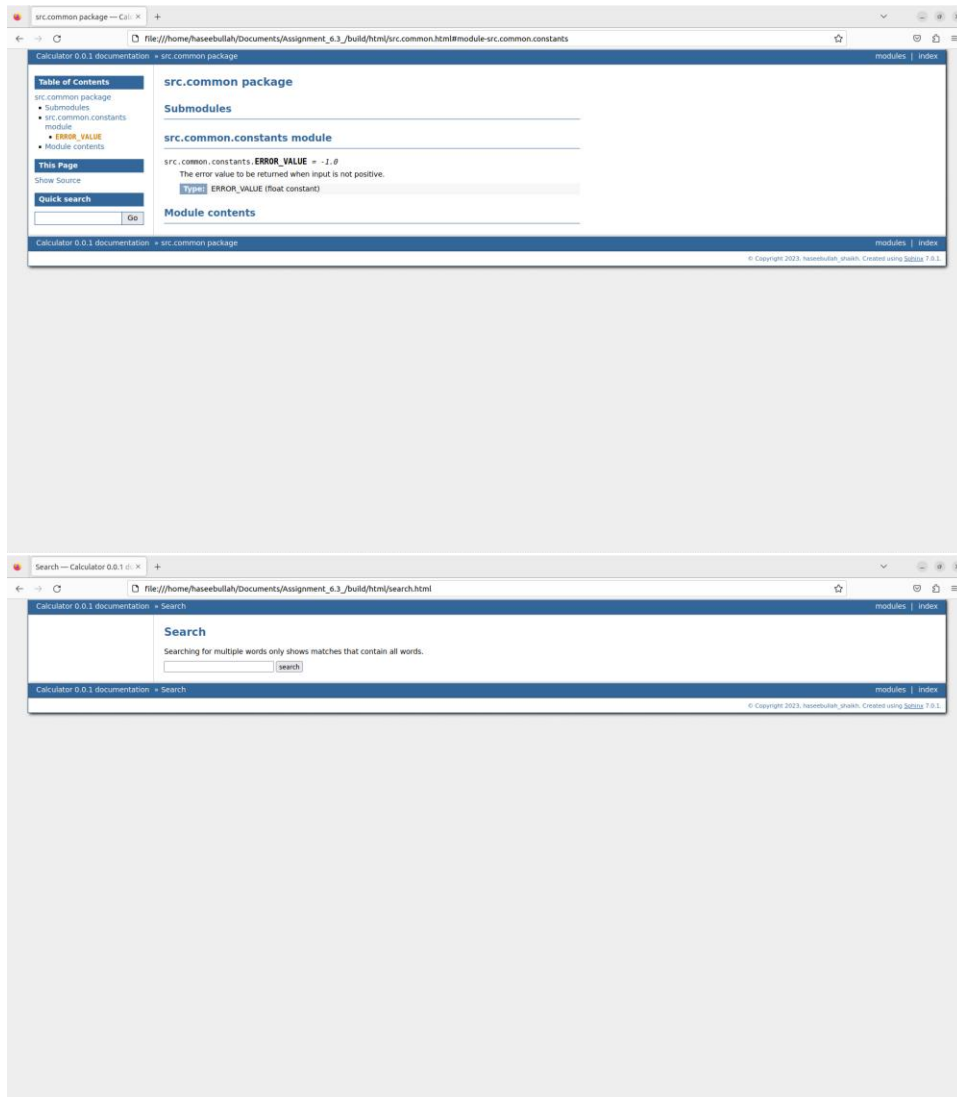 src.common package — Calc
file:///home/haseebullah/Documents/Assignment_6.3_/build/html/src.common.html#module-src.common.constants
Calculator 0.0.1 documentation » src.common package
modules | index
Table of Contents
src.common package
Submodules
src.common.constants
module
ERROR_VALUE
Module contents
This Page
Show Source
Quick search
Go
src.common package
Submodules
src.common.constants module
src.common.constants.ERROR_VALUE = -1.0
The error value to be returned when input is not positive.
Type: ERROR_VALUE (float constant)
Module contents
Calculator 0.0.1 documentation » src.common package
modules | index
© Copyright 2023, haseebullah_shaikh. Created using Sphinx 7.0.1.
Search — Calculator 0.0.1 d
file:///home/haseebullah/Documents/Assignment_6.3_/build/html/search.html
Calculator 0.0.1 documentation » Search
modules | index
Search
Searching for multiple words only shows matches that contain all words.
search
Calculator 0.0.1 documentation » Search
modules | index
© Copyright 2023, haseebullah_shaikh. Created using Sphinx 7.0.1.